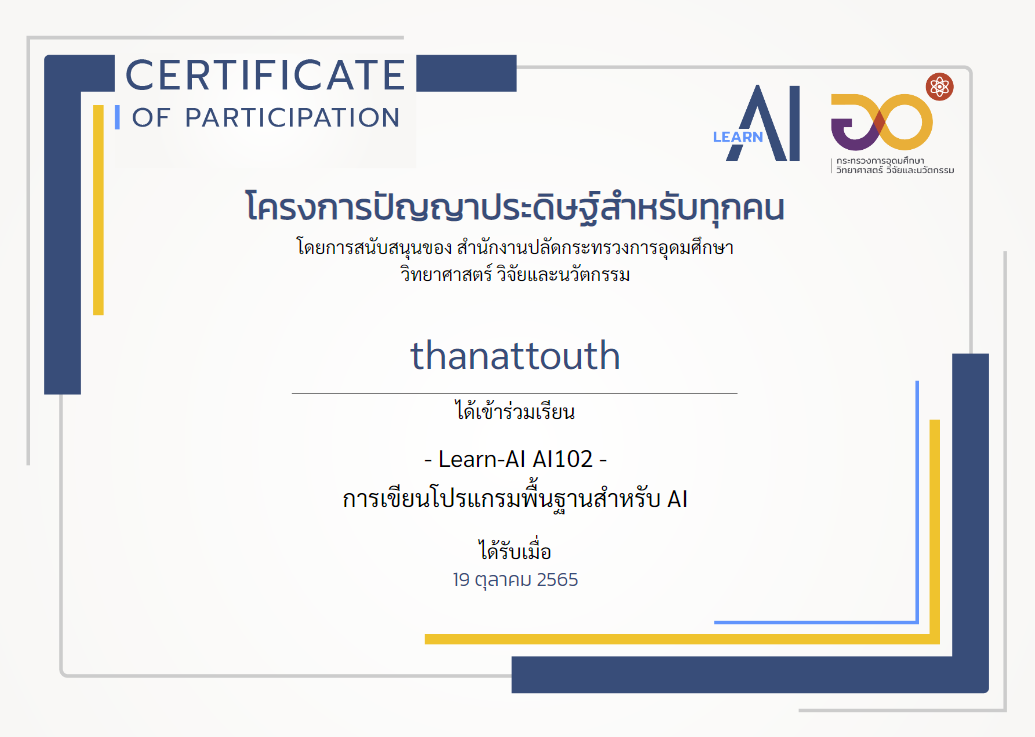 CERTIFICATE
OF PARTICIPATION
LEARN AI
อว
กระทรวงการอุดมศึกษา
วิทยาศาสตร์ วิจัยและนวัตกรรม
โครงการปัญญาประดิษฐ์สำหรับทุกคน
โดยการสนับสนุนของ สำนักงานปลัดกระทรวงการอุดมศึกษา
วิทยาศาสตร์ วิจัยและนวัตกรรม
thanattouth
ได้เข้าร่วมเรียน
- Learn-AI AI102 -
การเขียนโปรแกรมพื้นฐานสำหรับ AI
ได้รับเมื่อ
19 ตุลาคม 2565